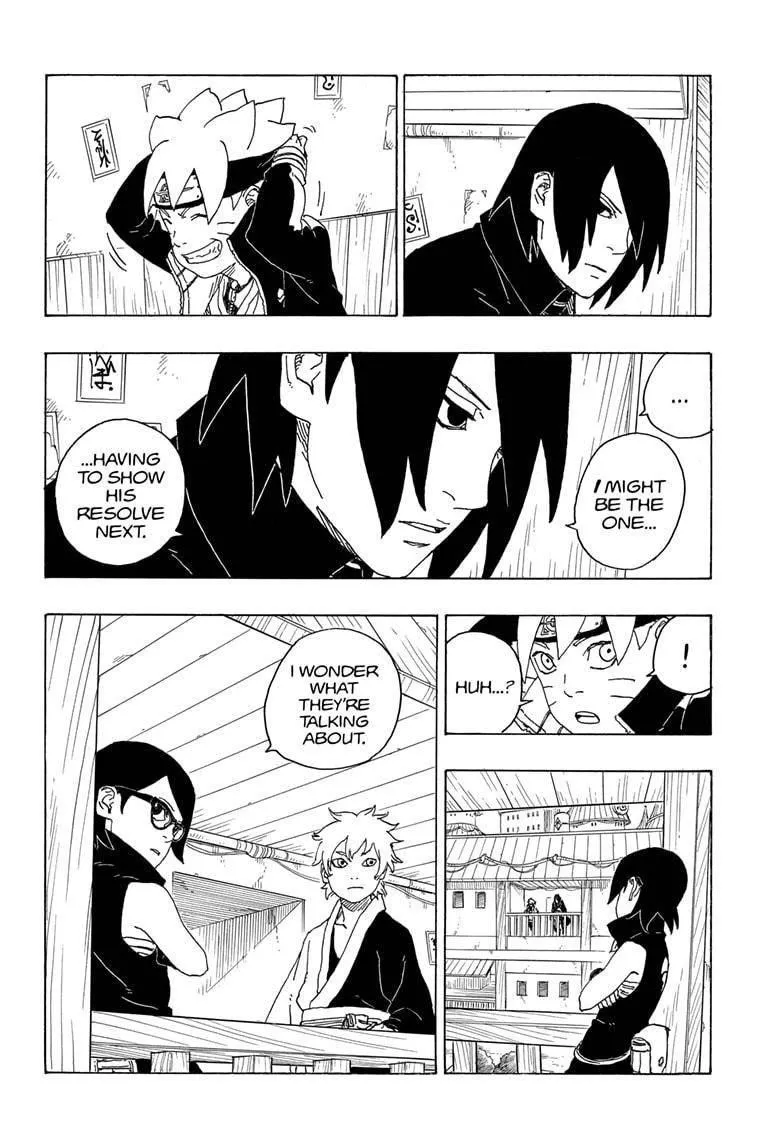 ...
I MIGHT
BE THE
ONE...
...HAVING
TO SHOW
HIS
RESOLVE
NEXT.
!
HUH...?
I WONDER
WHAT
THEY'RE
TALKING
ABOUT.